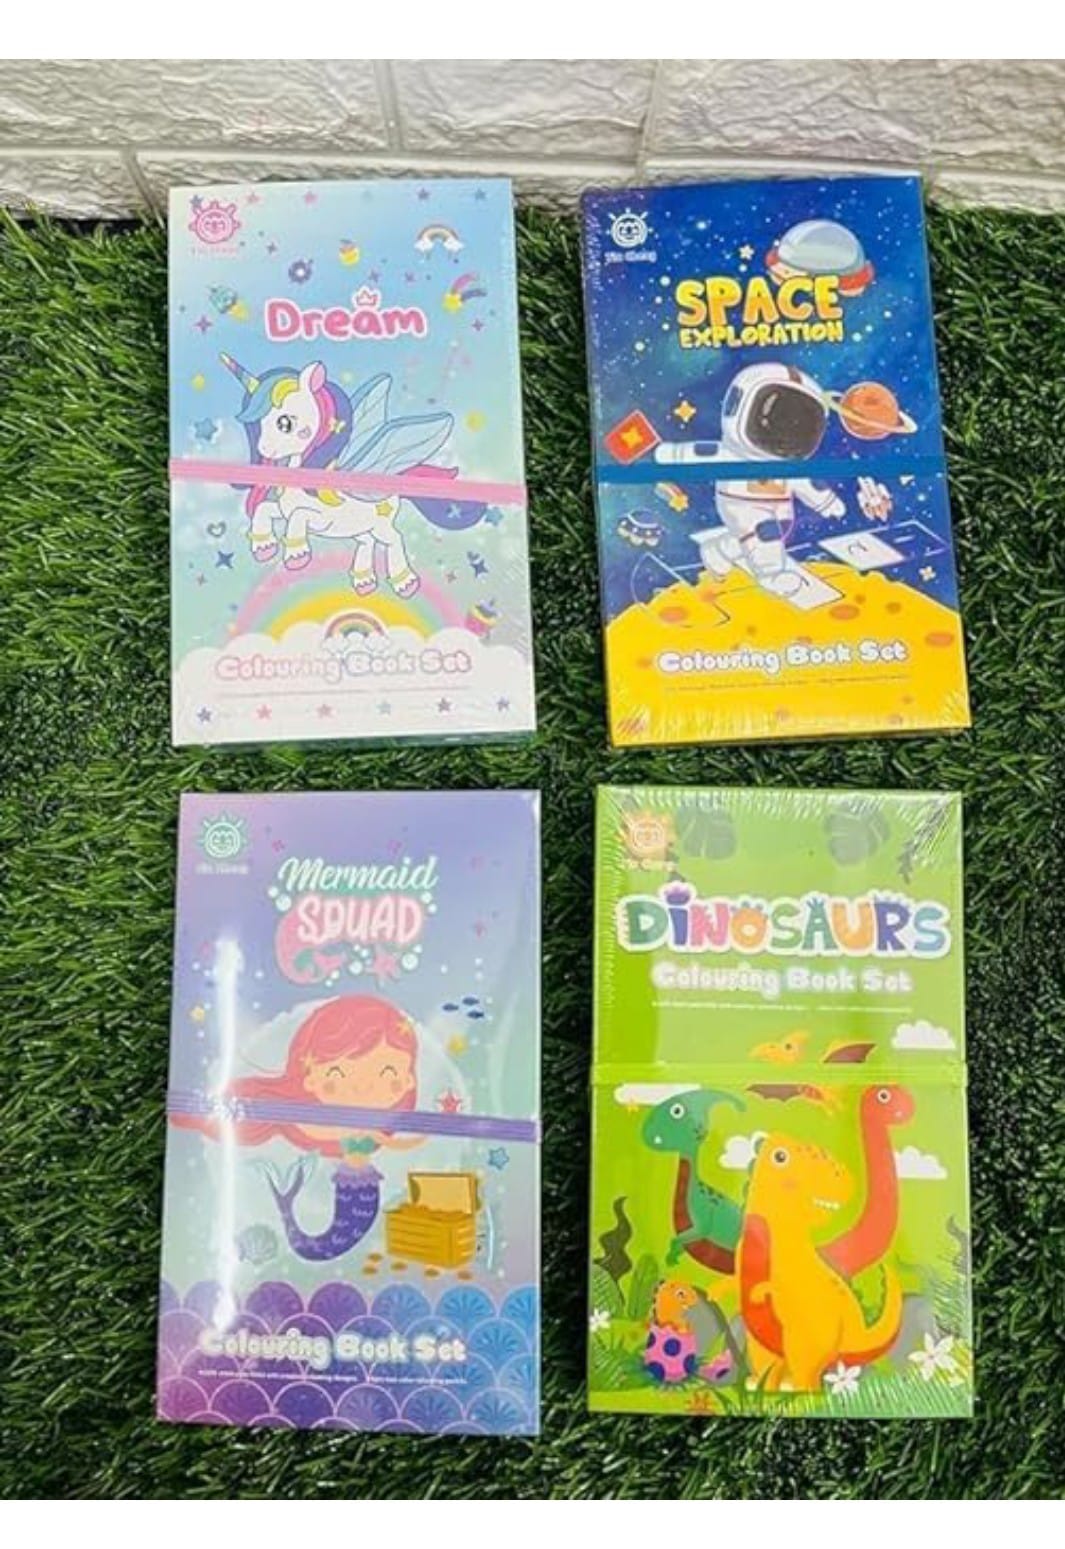 Dream
Colouring Book Set
SPACE
EXPLORATION
Colouring Book Set
Mermaid
SQUAD
Colouring Book Set
DiNOSAURS
Colouring Book Set